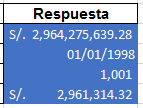 Respuesta
S/. 2,964,275,639.28
01/01/1998
1,001
S/. 2,961,314.32